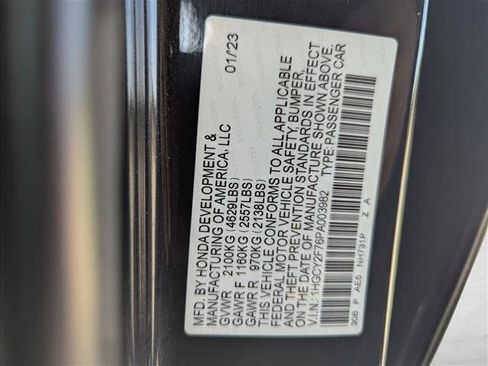 MFD. BY HONDA DEVELOPMENT &
MANUFACTURING OF AMERICA, LLC 01/23
GVWR 2100KG (4629LBS)
GAWR F 1160KG (2557LBS)
GAWR R 970KG (2138LBS)
THIS VEHICLE CONFORMS TO ALL APPLICABLE
FEDERAL MOTOR VEHICLE SAFETY, BUMPER,
& THEFT PREVENTION STANDARDS IN EFFECT
ON THE DATE OF MANUFACTURE SHOWN ABOVE.
V.I.N.: 1HGCY2F76PA003982 TYPE: PASSENGER CAR
30B P AE5 NH731P Z A